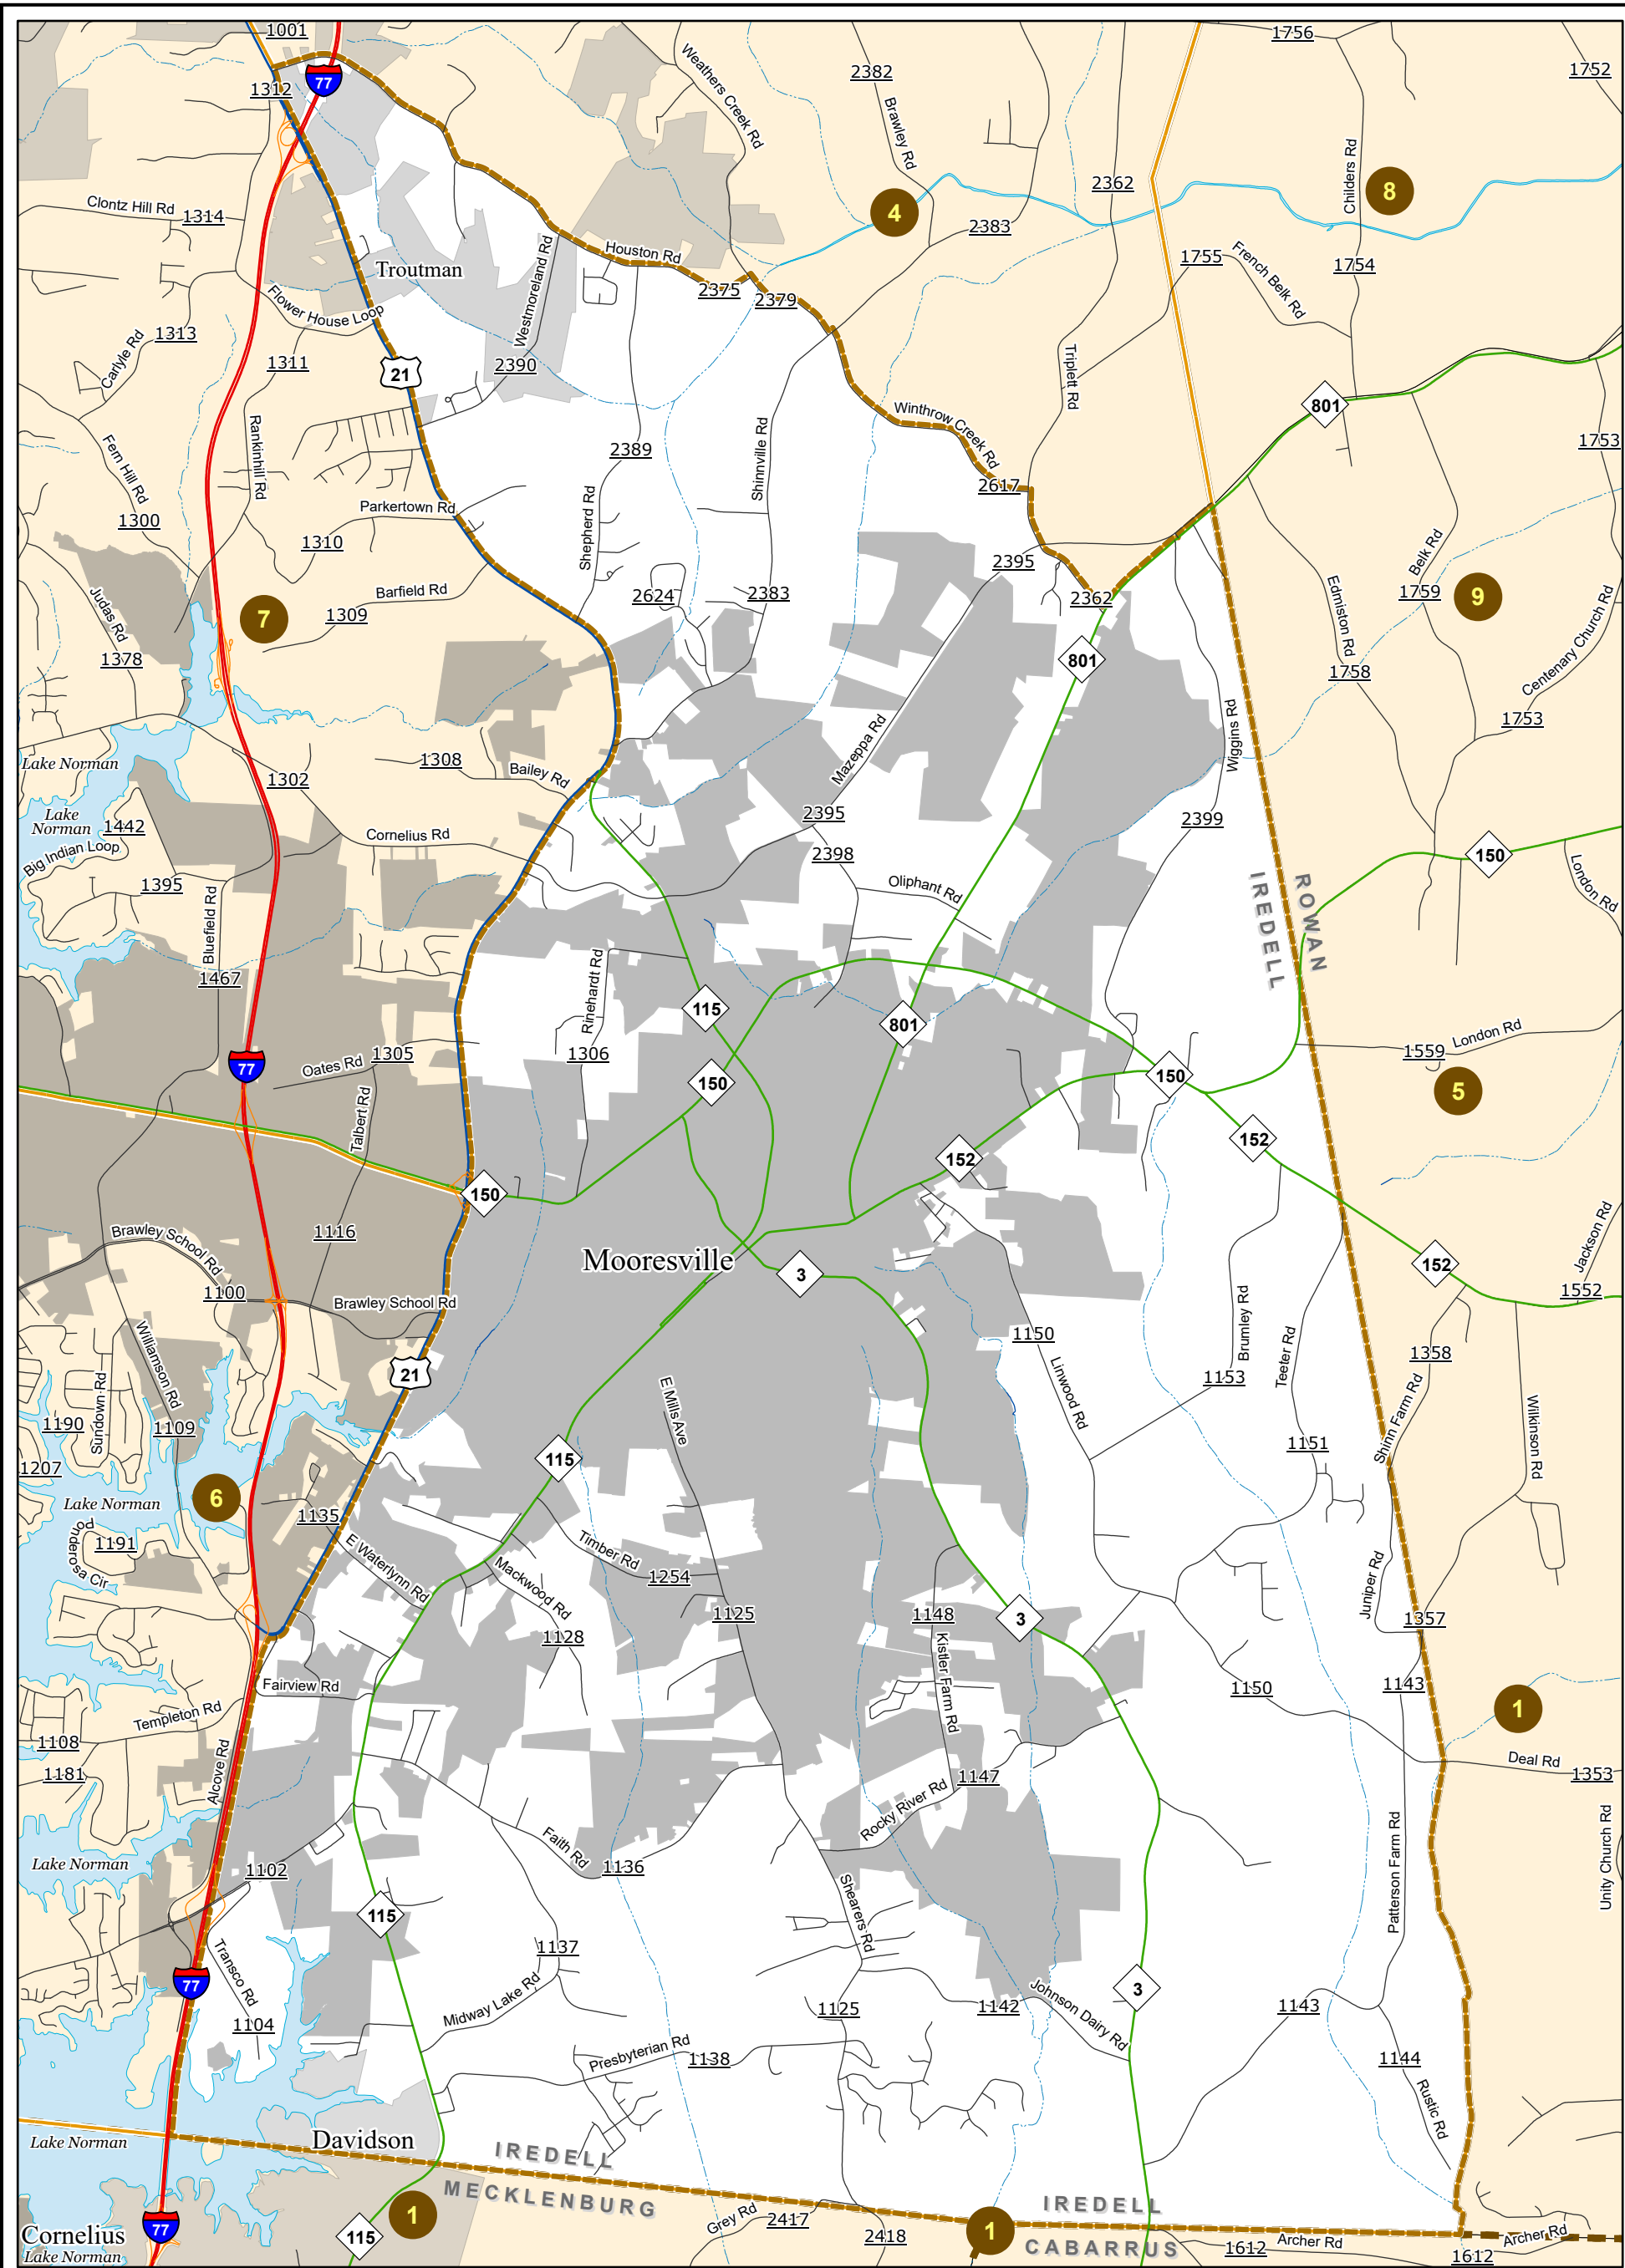 1001
1756
1752
77
1312
2382
Weathers Creek Rd
Brawley Rd
Childers Rd
2362
8
4
Clontz Hill Rd
1314
2383
Houston Rd
Troutman
Westmoreland Rd
1755
French Belk Rd
1754
2375
2379
Flower House Loop
1313
Carlyle Rd
1311
21
2390
Triplett Rd
801
Winthrow Creek Rd
1753
Rankinhill Rd
Fern Hill Rd
2389
Shinnville Rd
2617
Parkertown Rd
1300
Shepherd Rd
1310
2395
Belk Rd
Barfield Rd
2624
2383
2362
1759
9
Edmiston Rd
Judas Rd
7
1309
1378
801
1758
Centenary Church Rd
1753
Wiggins Rd
Mazeppa Rd
Lake Norman
1308
Bailey Rd
1302
Lake
Norman
1442
Big Indian Loop
Cornelius Rd
2395
2399
2398
150
1395
Oliphant Rd
London Rd
IREDELL
ROWAN
Bluefield Rd
1467
Rinehardt Rd
115
801
London Rd
1559
77
Oates Rd
1305
1306
150
150
5
Talbert Rd
152
152
150
Brawley School Rd
1116
Mooresville
3
152
Jackson Rd
1552
1100
Brawley School Rd
Brumley Rd
Williamson Rd
1150
Teeter Rd
1358
21
Linwood Rd
1153
Shinn Farm Rd
Sundown Rd
1190
1109
E Mills Ave
Wilkinson Rd
1151
115
1207
Lake Norman
6
1135
Ponderosa Cir
1191
E Waterlynn Rd
Timber Rd
1254
Mackwood Rd
Juniper Rd
1125
1148
3
1357
1128
Kistler Farm Rd
Fairview Rd
1150
1143
1
Templeton Rd
1108
Deal Rd
1353
1181
Alcove Rd
1147
Rocky River Rd
Patterson Farm Rd
Unity Church Rd
Faith Rd
1136
Lake Norman
1102
115
Shearers Rd
1137
Transco Rd
77
Midway Lake Rd
3
1125
1142
Johnson Dairy Rd
1143
1104
Presbyterian Rd
1138
1144
Rustic Rd
Davidson
Lake Norman
IREDELL
MECKLENBURG
IREDELL
1
Grey Rd
2417
1
Cornelius
77
115
2418
CABARRUS
1612
Archer Rd
Archer Rd
1612
Lake Norman